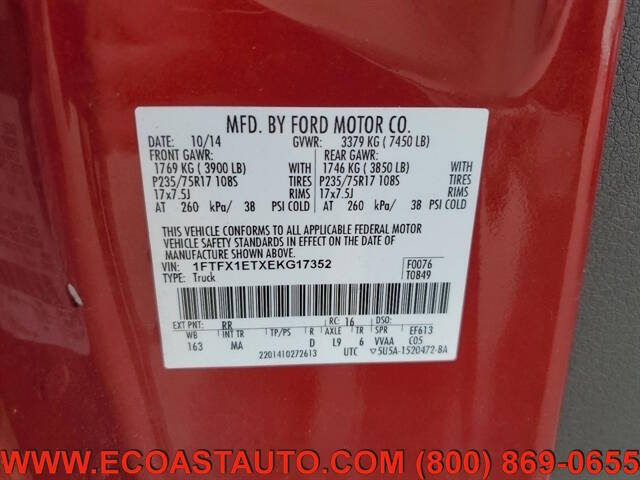 MFD. BY FORD MOTOR CO.
DATE: 10/14 GVWR: 3379 KG ( 7450 LB)
FRONT GAWR: REAR GAWR:
1769 KG ( 3900 LB) WITH 1746 KG ( 3850 LB) WITH
P235/75R17 108S TIRES P235/75R17 108S TIRES
17x7.5J RIMS 17x7.5J RIMS
AT 260 kPa/ 38 PSI COLD AT 260 kPa/ 38 PSI COLD
THIS VEHICLE CONFORMS TO ALL APPLICABLE FEDERAL MOTOR
VEHICLE SAFETY STANDARDS IN EFFECT ON THE DATE OF
MANUFACTURE SHOWN ABOVE.
VIN: 1FTFX1ETXEKG17352 F0076
TYPE: Truck T0849
EXT PNT: RR RC: 16 DSO:
WB INT TR TP/PS R AXLE TR SPR EF613
163 MA D L9 6 VVAA C05
2201410272613 UTC ▽5U5A-1520472-BA
WWW.ECOASTAUTO.COM (800) 869-0655